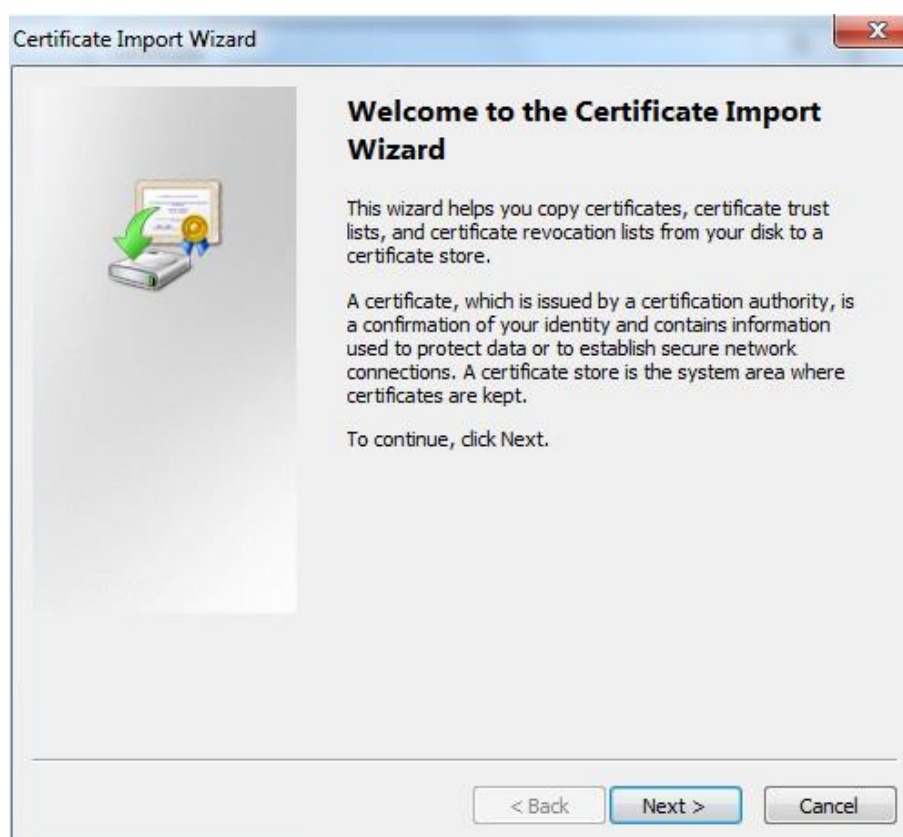 Certificate Import Wizard
X
Welcome to the Certificate Import
Wizard
This wizard helps you copy certificates, certificate trust
lists, and certificate revocation lists from your disk to a
certificate store.
A certificate, which is issued by a certification authority, is
a confirmation of your identity and contains information
used to protect data or to establish secure network
connections. A certificate store is the system area where
certificates are kept.
To continue, click Next.
< Back Next > Cancel